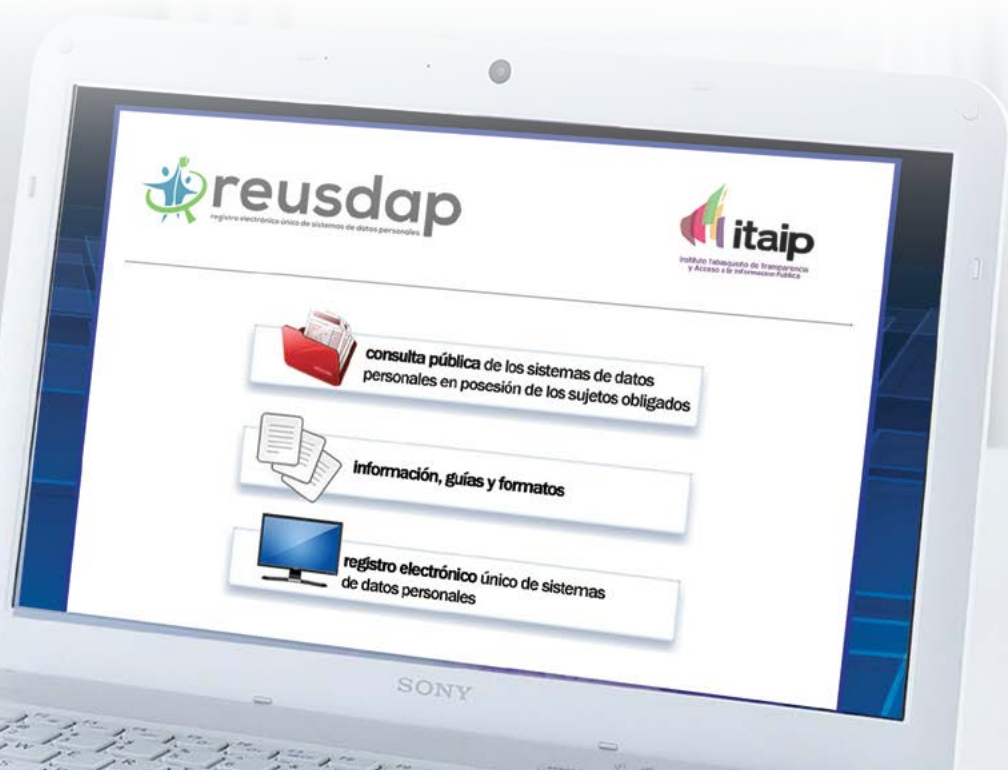 reusdap
registro electrónico único de sistemas de datos personales
itaip
Instituto Tabasqueño de Transparencia
y Acceso a la Información Pública
consulta pública de los sistemas de datos
personales en posesión de los sujetos obligados
información, guías y formatos
registro electrónico único de sistemas
de datos personales
SONY